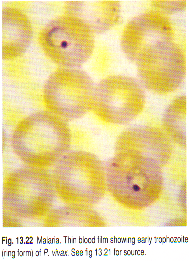 Fig. 13.22 Malaria. Thin blood film showing early trophozoite
(ring form) of P. vivax. See fig 13.21 for source.